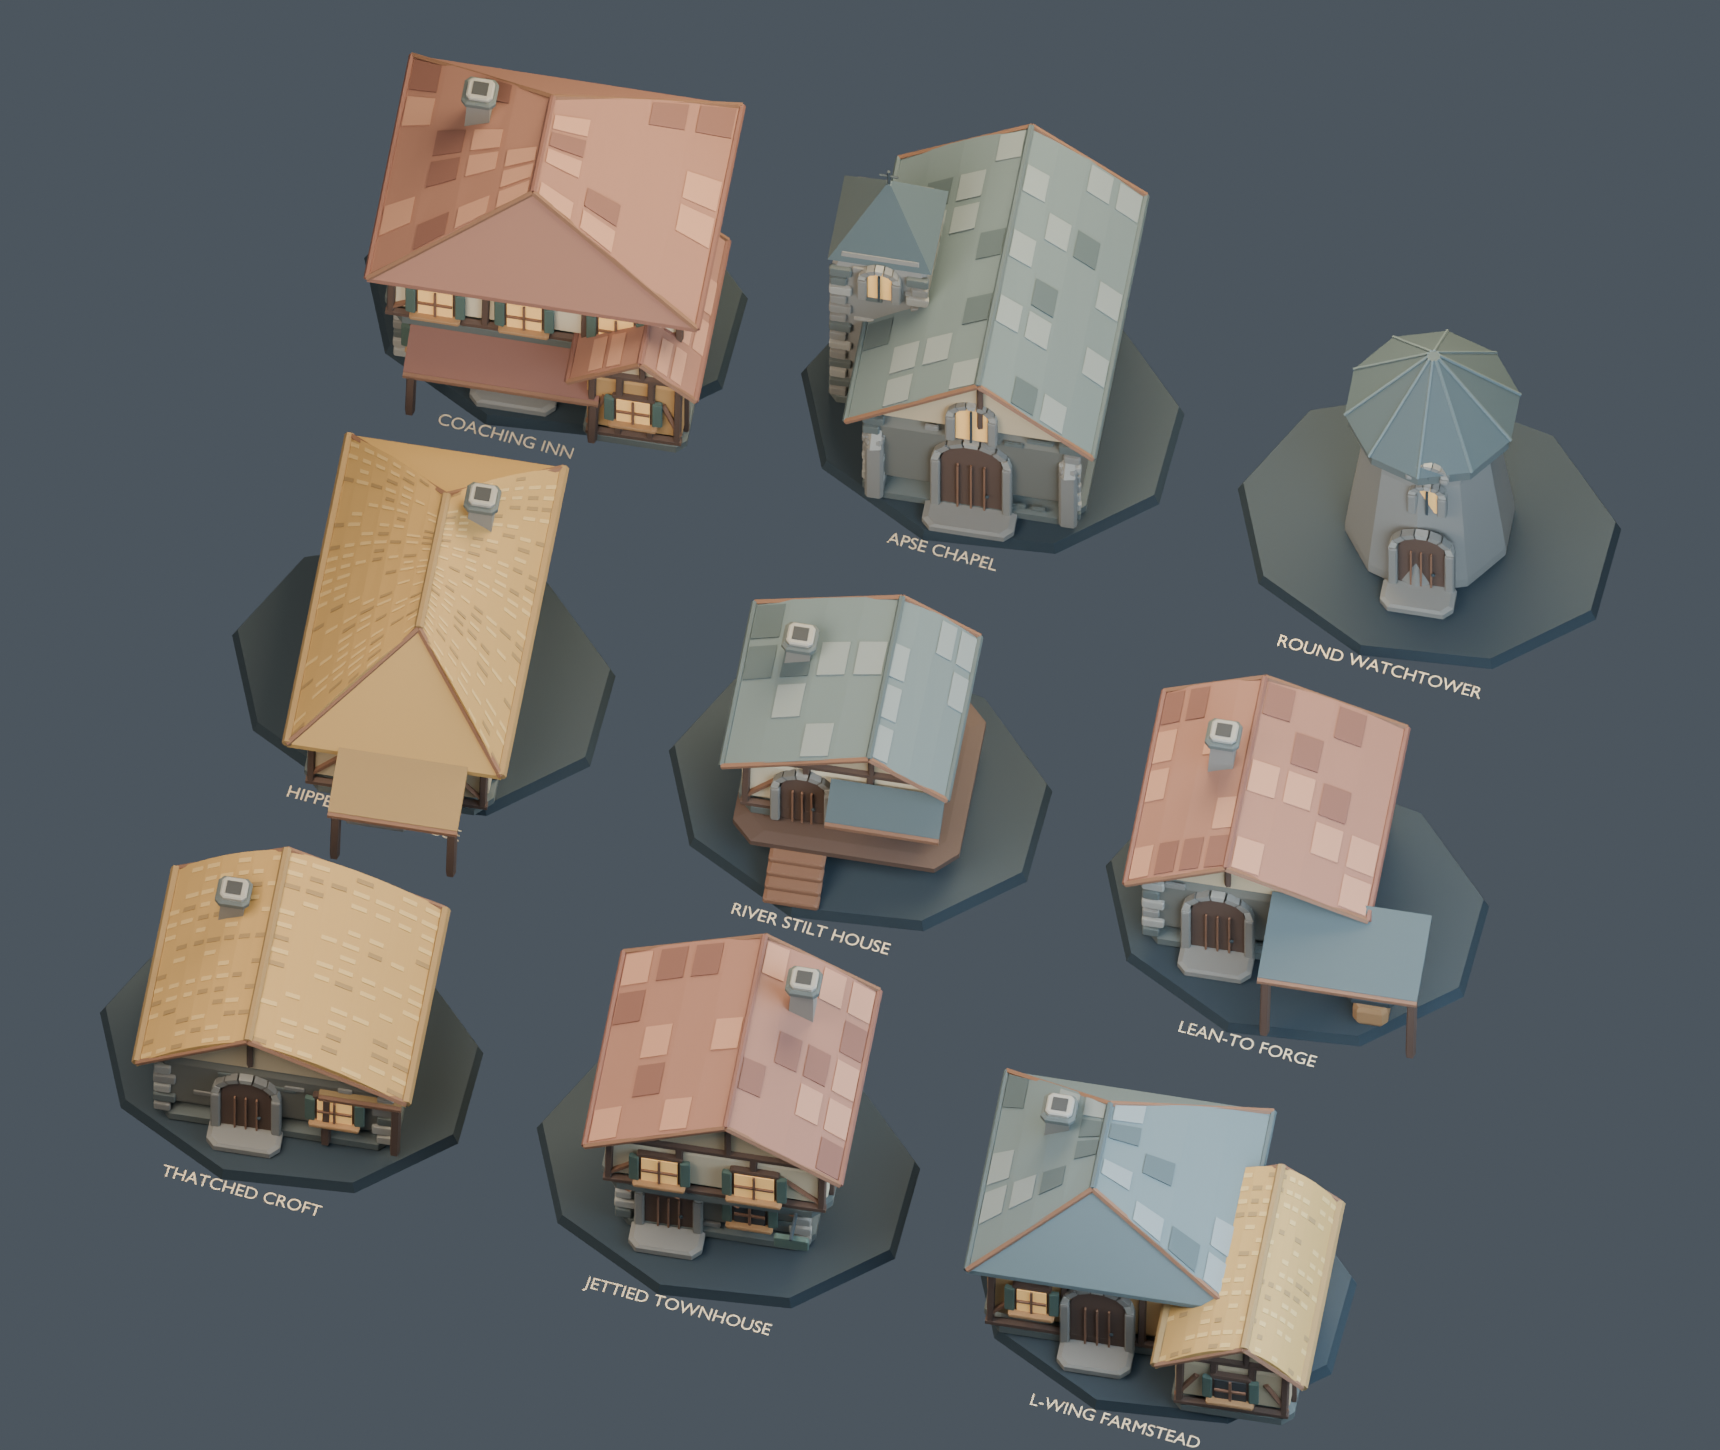 COACHING INN
APSE CHAPEL
ROUND WATCHTOWER
RIVER STILT HOUSE
LEAN-TO FORGE
THATCHED CROFT
JETTIED TOWNHOUSE
L-WING FARMSTEAD